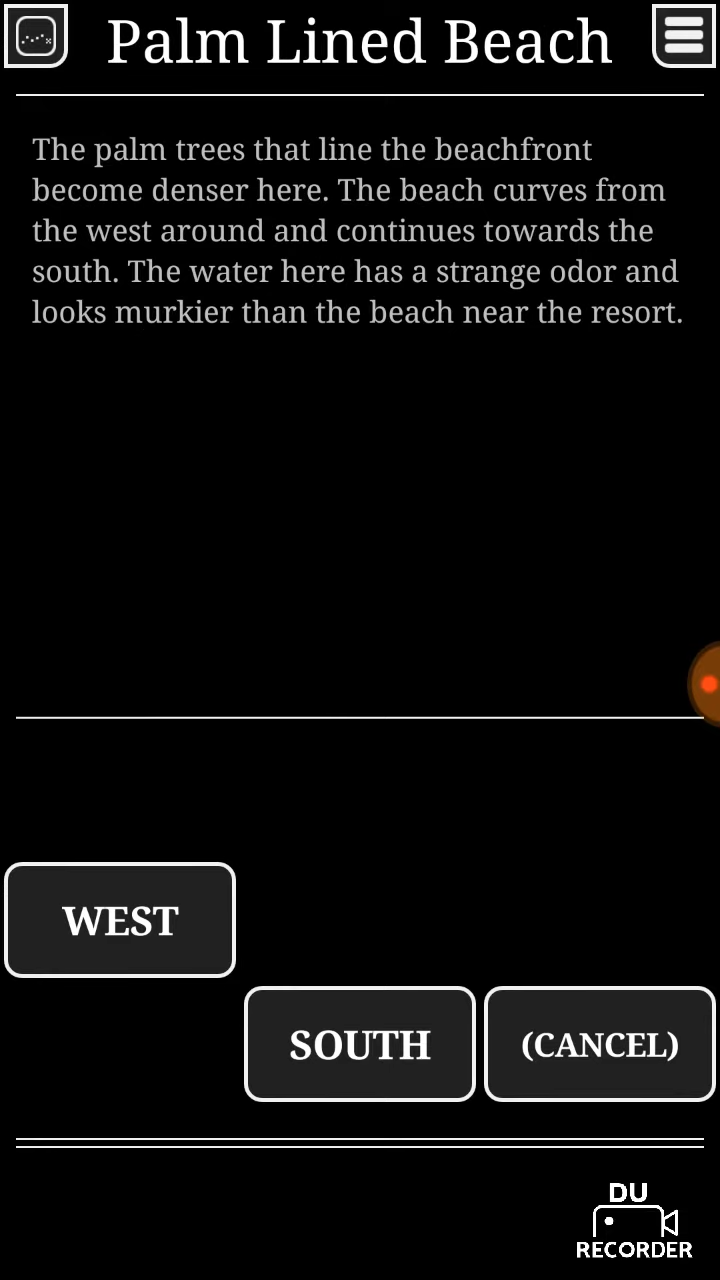 Palm Lined Beach
The palm trees that line the beachfront
become denser here. The beach curves from
the west around and continues towards the
south. The water here has a strange odor and
looks murkier than the beach near the resort.
WEST
SOUTH
(CANCEL)
DU
RECORDER